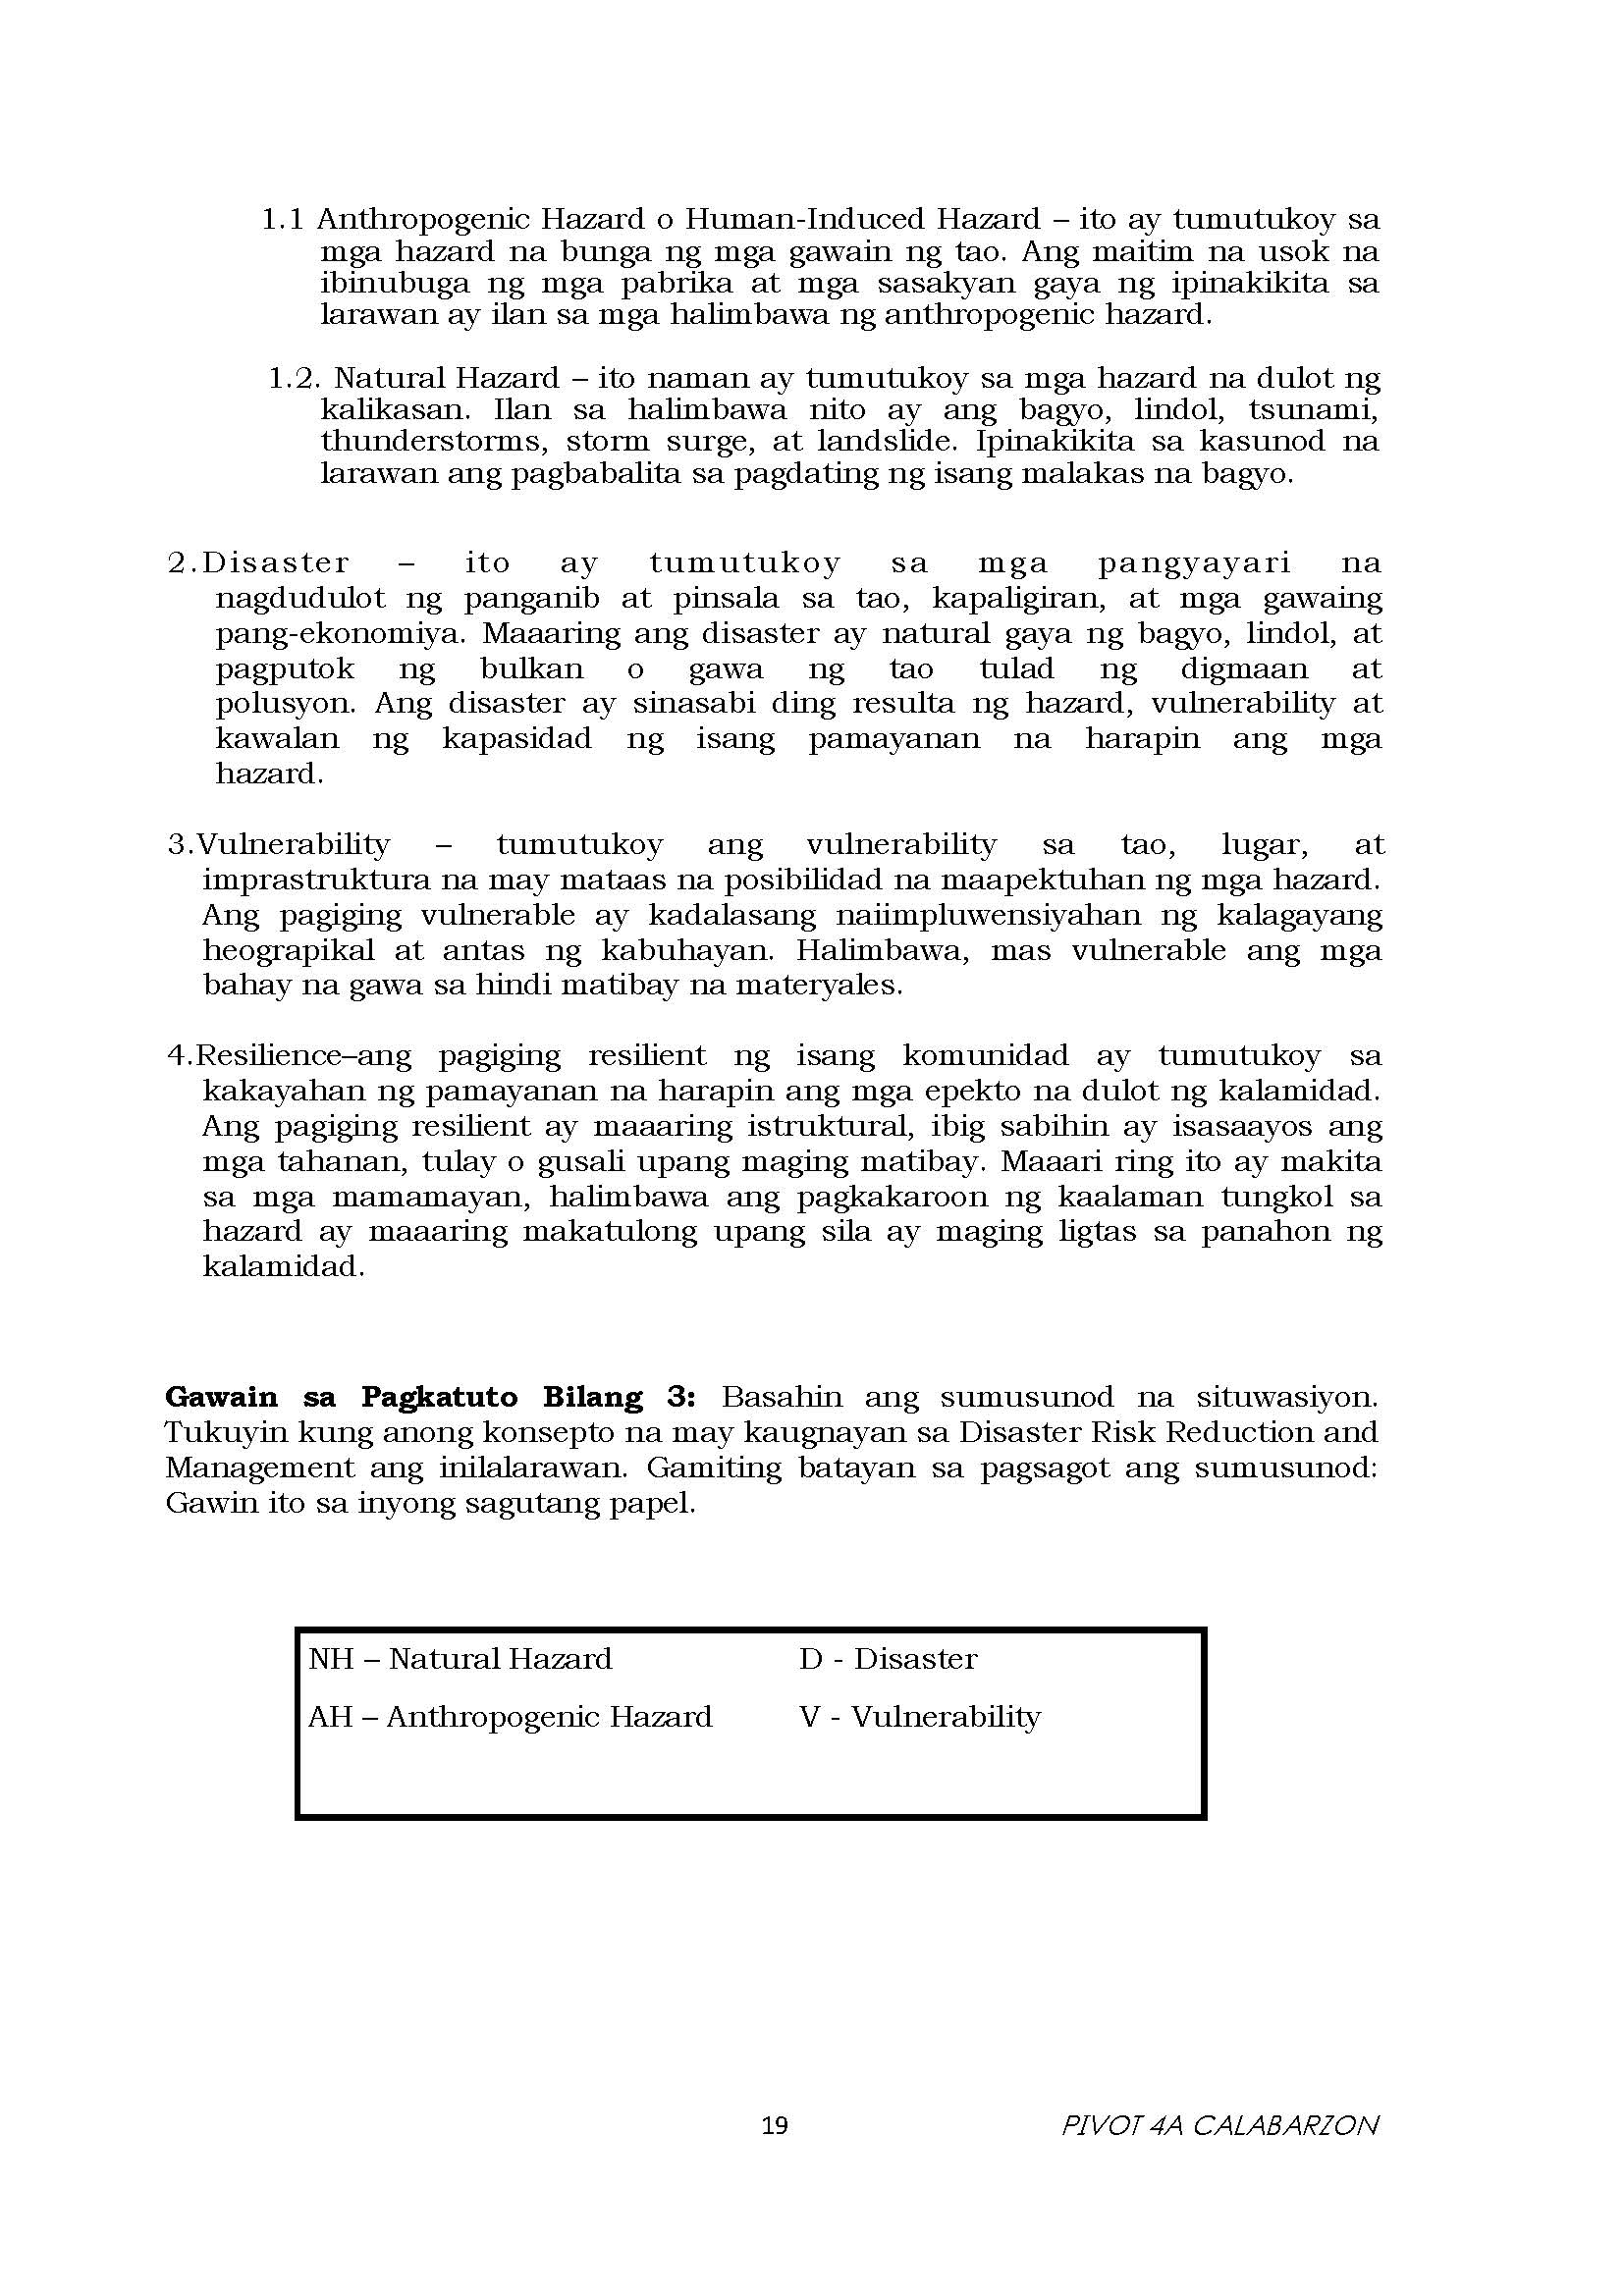 1.1 Anthropogenic Hazard o Human-Induced Hazard – ito ay tumutukoy sa
mga hazard na bunga ng mga gawain ng tao. Ang maitim na usok na
ibinubuga ng mga pabrika at mga sasakyan gaya ng ipinakikita sa
larawan ay ilan sa mga halimbawa ng anthropogenic hazard.
1.2. Natural Hazard – ito naman ay tumutukoy sa mga hazard na dulot ng
kalikasan. Ilan sa halimbawa nito ay ang bagyo, lindol, tsunami,
thunderstorms, storm surge, at landslide. Ipinakikita sa kasunod na
larawan ang pagbabalita sa pagdating ng isang malakas na bagyo.
2.Disaster – ito ay tumutukoy sa mga pangyayari na
nagdudulot ng panganib at pinsala sa tao, kapaligiran, at mga gawaing
pang-ekonomiya. Maaaring ang disaster ay natural gaya ng bagyo, lindol, at
pagputok ng bulkan o gawa ng tao tulad ng digmaan at
polusyon. Ang disaster ay sinasabi ding resulta ng hazard, vulnerability at
kawalan ng kapasidad ng isang pamayanan na harapin ang mga
hazard.
3.Vulnerability – tumutukoy ang vulnerability sa tao, lugar, at
imprastruktura na may mataas na posibilidad na maapektuhan ng mga hazard.
Ang pagiging vulnerable ay kadalasang naiimpluwensiyahan ng kalagayang
heograpikal at antas ng kabuhayan. Halimbawa, mas vulnerable ang mga
bahay na gawa sa hindi matibay na materyales.
4.Resilience–ang pagiging resilient ng isang komunidad ay tumutukoy sa
kakayahan ng pamayanan na harapin ang mga epekto na dulot ng kalamidad.
Ang pagiging resilient ay maaaring istruktural, ibig sabihin ay isasaayos ang
mga tahanan, tulay o gusali upang maging matibay. Maaari ring ito ay makita
sa mga mamamayan, halimbawa ang pagkakaroon ng kaalaman tungkol sa
hazard ay maaaring makatulong upang sila ay maging ligtas sa panahon ng
kalamidad.
Gawain sa Pagkatuto Bilang 3: Basahin ang sumusunod na situwasiyon.
Tukuyin kung anong konsepto na may kaugnayan sa Disaster Risk Reduction and
Management ang inilalarawan. Gamiting batayan sa pagsagot ang sumusunod:
Gawin ito sa inyong sagutang papel.
NH – Natural Hazard D - Disaster
AH – Anthropogenic Hazard V - Vulnerability
19 PIVOT 4A CALABARZON